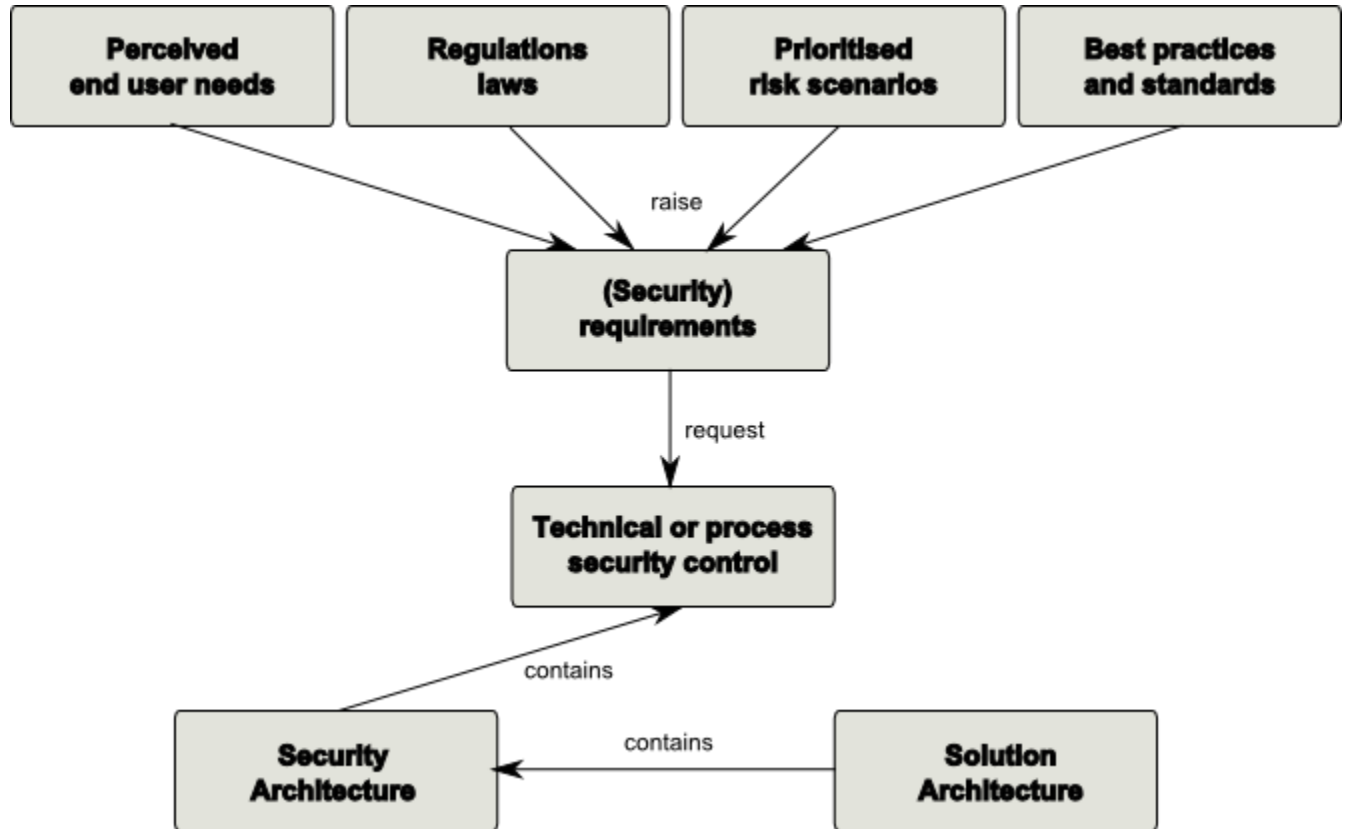 Perceived
end user needs
Regulations
laws
Prioritised
risk scenarios
Best practices
and standards
raise
(Security)
requirements
request
Technical or process
security control
contains
Security
Architecture
contains
Solution
Architecture